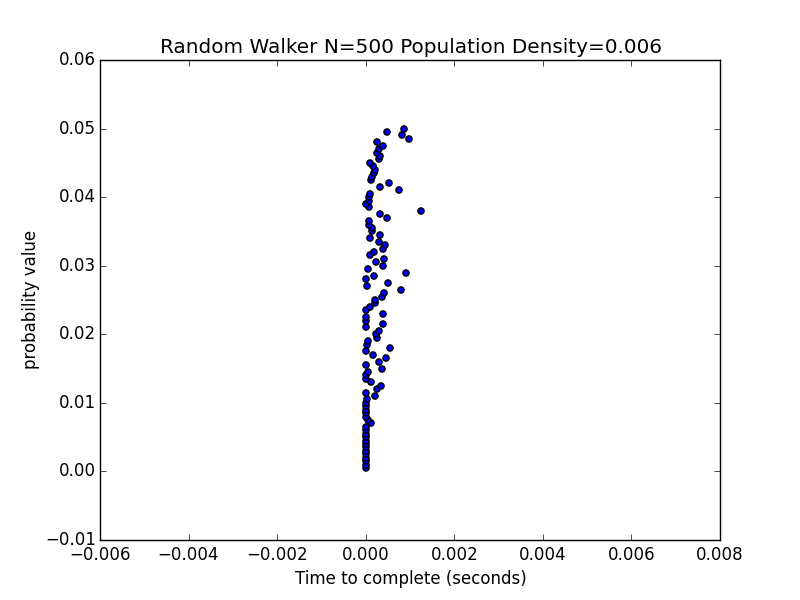 Random Walker N=500 Population Density=0.006
0.06
0.05
0.04
0.03
0.02
0.01
0.00
−0.01
probability value
−0.006 −0.004 −0.002 0.000 0.002 0.004 0.006 0.008
Time to complete (seconds)